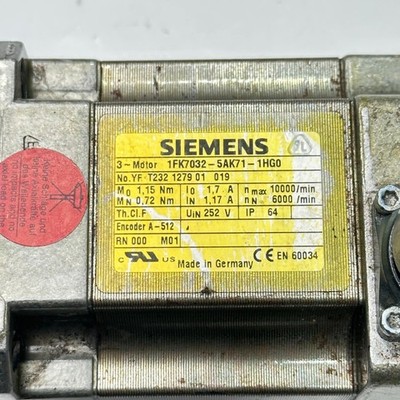 SIEMENS
3-Motor 1FK7032-5AK71-1HG0
No.YF T232 1279 01 019
M0 1,15 Nm I0 1,7 A nmax 10000/min
MN 0,72 Nm IN 1,17 A nN 6000/min
Th.Cl.F UIN 252 V IP 64
Encoder A-512
RN 000 M01
c UR US Made in Germany CE EN 60034